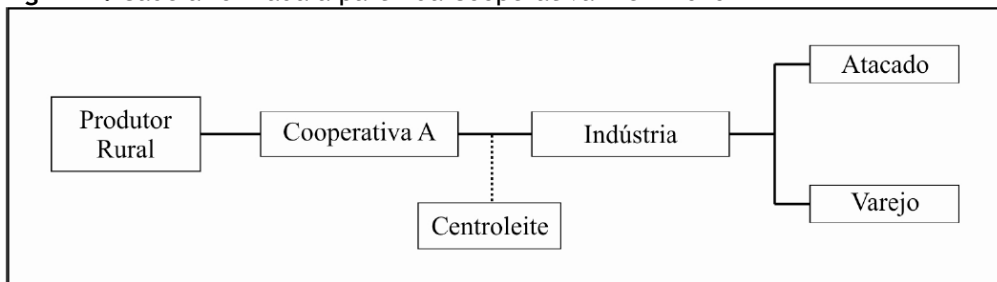 Atacado
Produtor
Rural
Cooperativa A
Indústria
Centroleite
Varejo